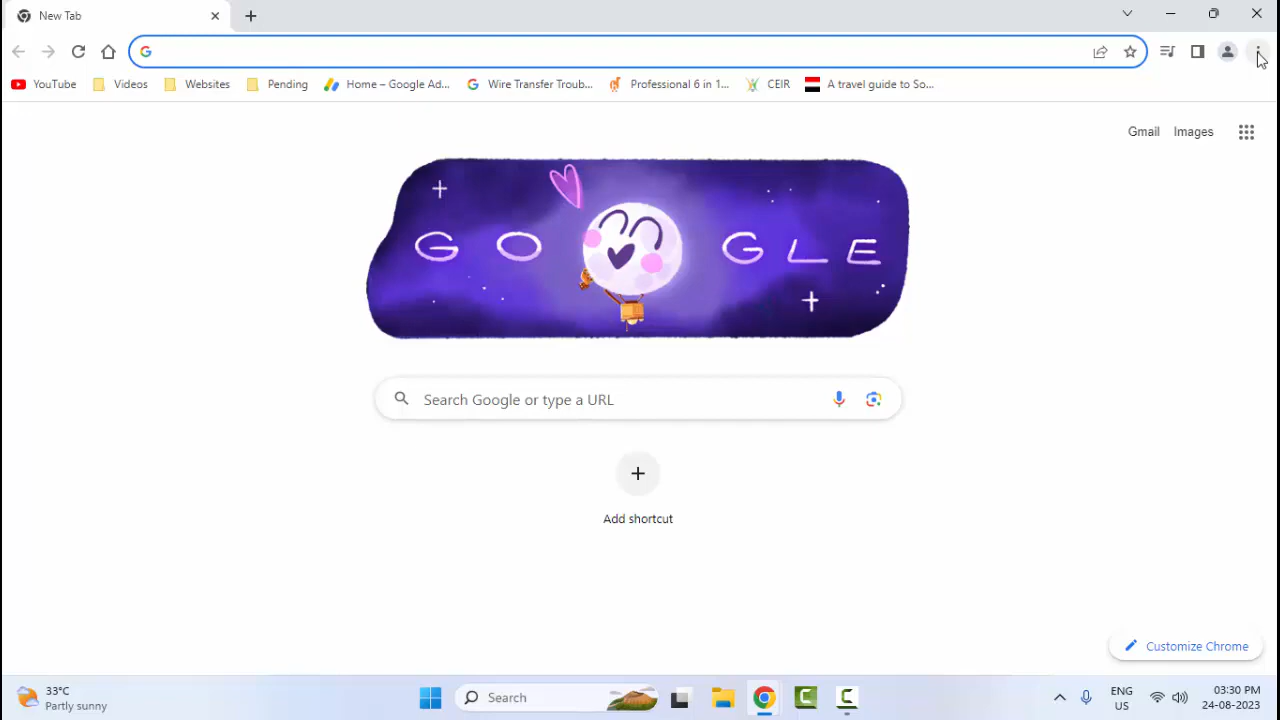 New Tab
YouTube
Videos
Websites
Pending
Home – Google Ad...
Wire Transfer Troub...
Professional 6 in 1...
CEIR
A travel guide to So...
Gmail
Images
GO GLE
Search Google or type a URL
Add shortcut
Customize Chrome
33°C
Partly sunny
Search
ENG
US
03:30 PM
24-08-2023